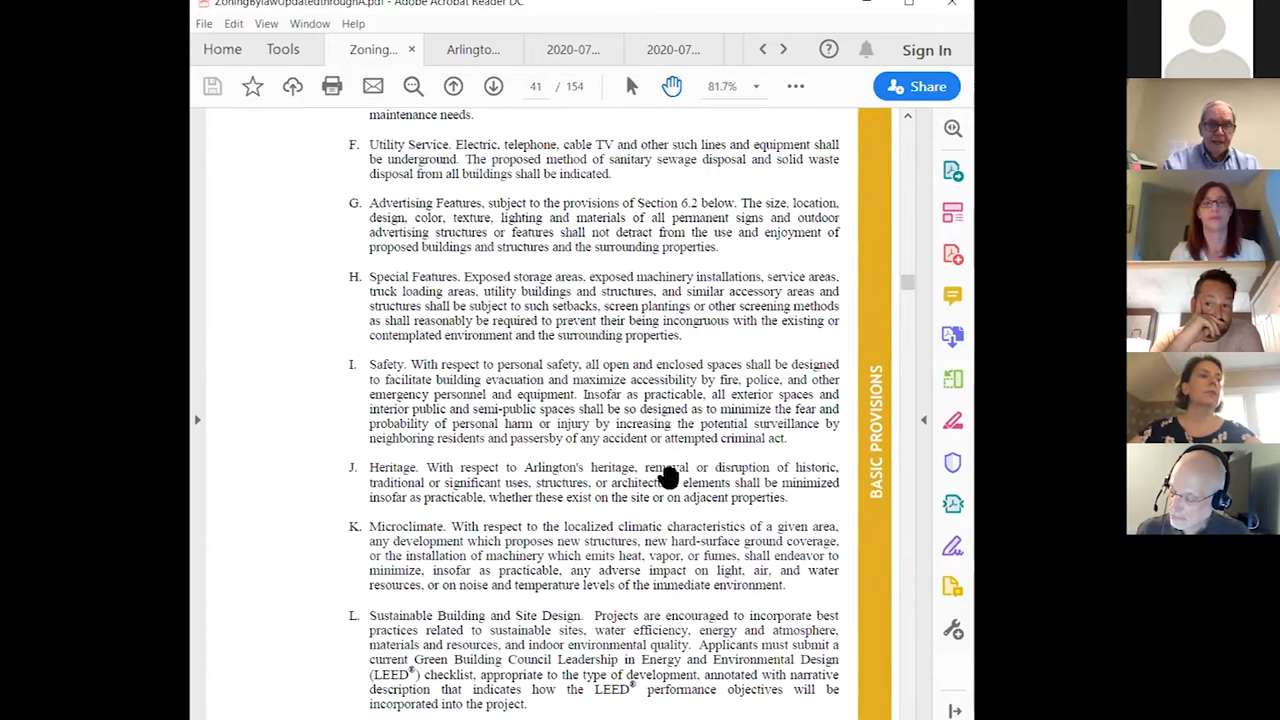 ZoningBylawUpdatedthroughA.pdf - Adobe Acrobat Reader DC
File Edit View Window Help
Home Tools Zoning... × Arlingto... 2020-07... 2020-07... Sign In
41 / 154 81.7% Share
maintenance needs.
F. Utility Service. Electric, telephone, cable TV and other such lines and equipment shall
be underground. The proposed method of sanitary sewage disposal and solid waste
disposal from all buildings shall be indicated.
G. Advertising Features, subject to the provisions of Section 6.2 below. The size, location,
design, color, texture, lighting and materials of all permanent signs and outdoor
advertising structures or features shall not detract from the use and enjoyment of
proposed buildings and structures and the surrounding properties.
H. Special Features. Exposed storage areas, exposed machinery installations, service areas,
truck loading areas, utility buildings and structures, and similar accessory areas and
structures shall be subject to such setbacks, screen plantings or other screening methods
as shall reasonably be required to prevent their being incongruous with the existing or
contemplated environment and the surrounding properties.
I. Safety. With respect to personal safety, all open and enclosed spaces shall be designed
to facilitate building evacuation and maximize accessibility by fire, police, and other
emergency personnel and equipment. Insofar as practicable, all exterior spaces and
interior public and semi-public spaces shall be so designed as to minimize the fear and
probability of personal harm or injury by increasing the potential surveillance by
neighboring residents and passersby of any accident or attempted criminal act.
J. Heritage. With respect to Arlington's heritage, removal or disruption of historic,
traditional or significant uses, structures, or architectural elements shall be minimized
insofar as practicable, whether these exist on the site or on adjacent properties.
K. Microclimate. With respect to the localized climatic characteristics of a given area,
any development which proposes new structures, new hard-surface ground coverage,
or the installation of machinery which emits heat, vapor, or fumes, shall endeavor to
minimize, insofar as practicable, any adverse impact on light, air, and water
resources, or on noise and temperature levels of the immediate environment.
L. Sustainable Building and Site Design. Projects are encouraged to incorporate best
practices related to sustainable sites, water efficiency, energy and atmosphere,
materials and resources, and indoor environmental quality. Applicants must submit a
current Green Building Council Leadership in Energy and Environmental Design
(LEED®) checklist, appropriate to the type of development, annotated with narrative
description that indicates how the LEED® performance objectives will be
incorporated into the project.
BASIC PROVISIONS